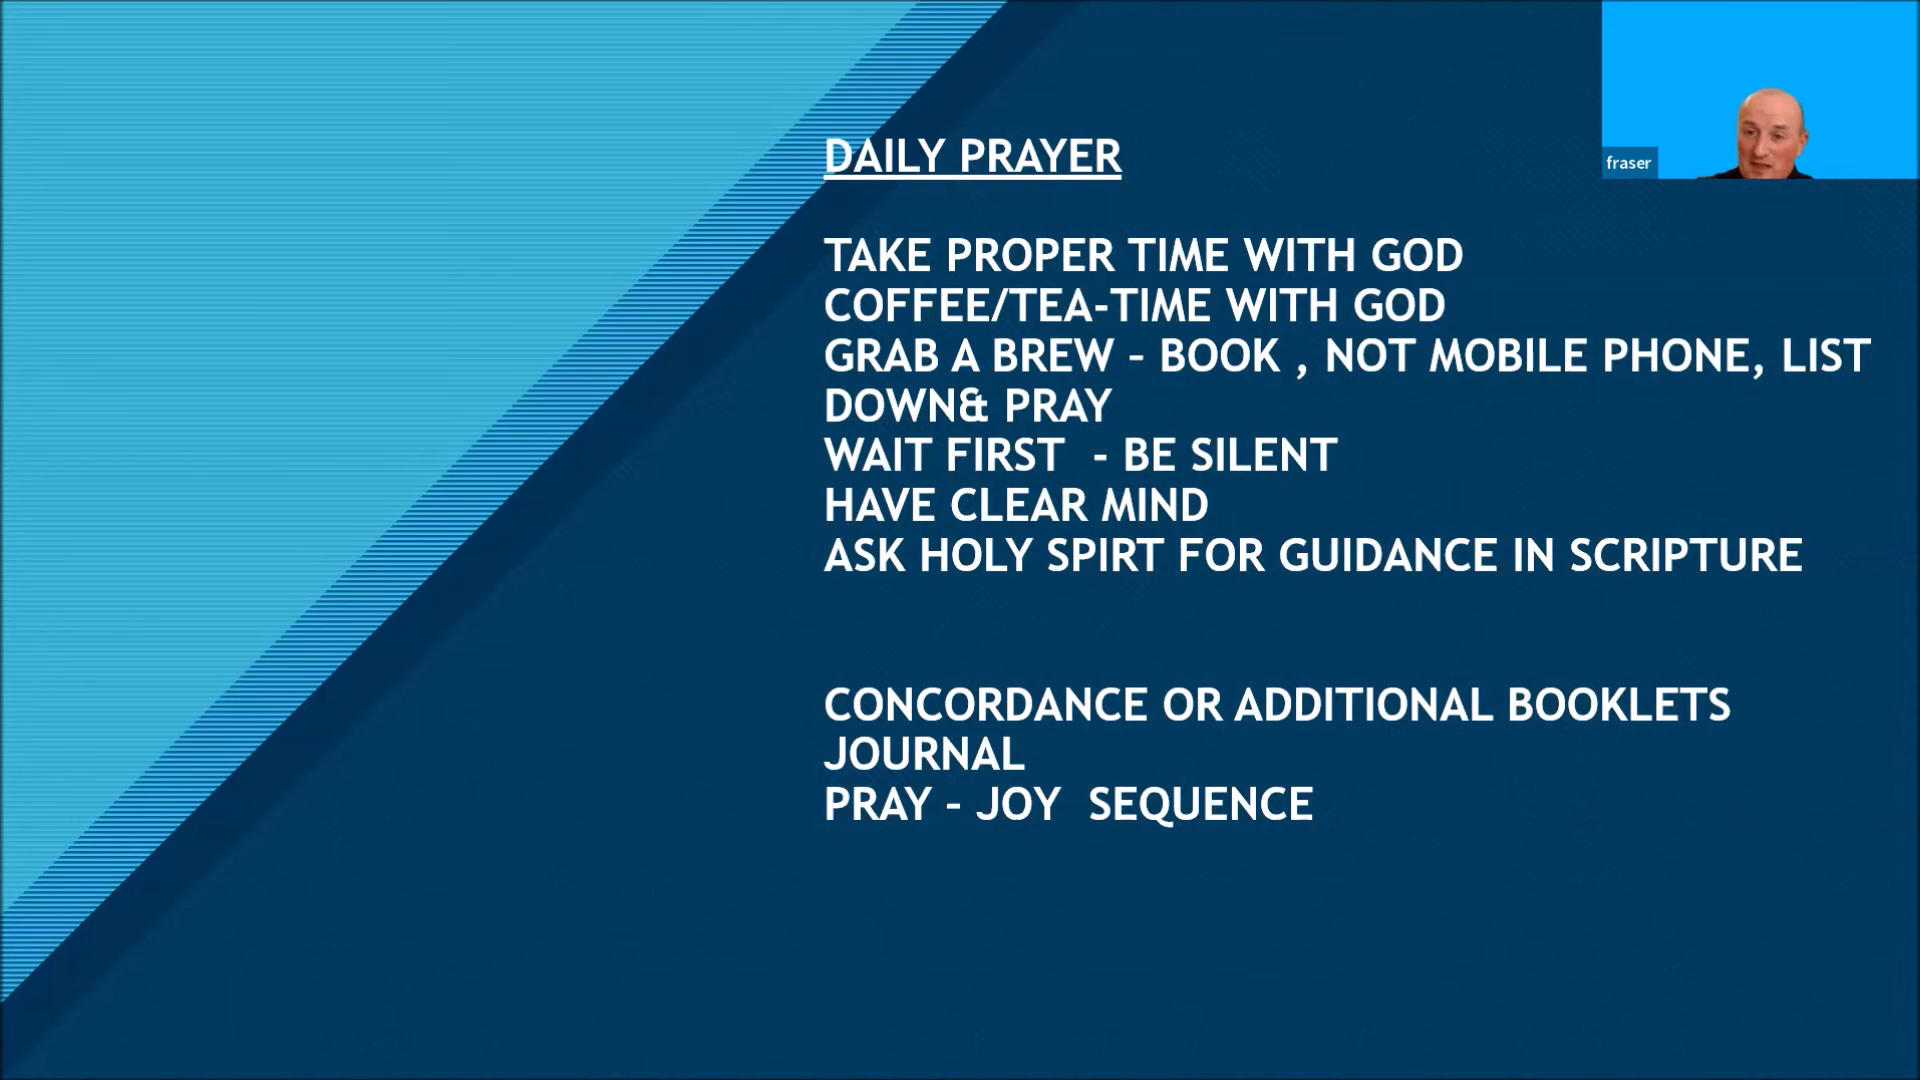 DAILY PRAYER
TAKE PROPER TIME WITH GOD
COFFEE/TEA-TIME WITH GOD
GRAB A BREW – BOOK , NOT MOBILE PHONE, LIST
DOWN& PRAY
WAIT FIRST  - BE SILENT
HAVE CLEAR MIND
ASK HOLY SPIRT FOR GUIDANCE IN SCRIPTURE
CONCORDANCE OR ADDITIONAL BOOKLETS
JOURNAL
PRAY – JOY  SEQUENCE
fraser